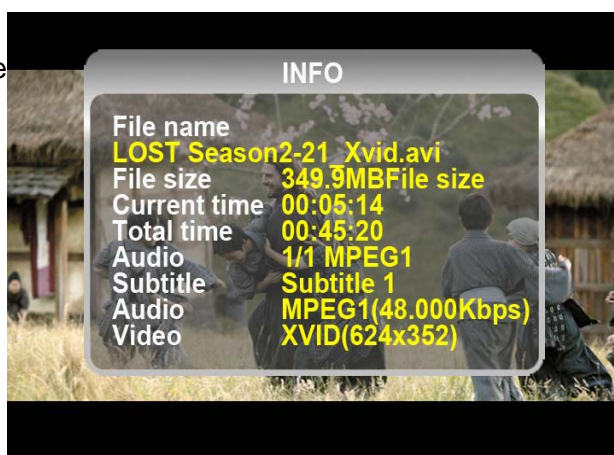 e
INFO
File name
LOST Season2-21_Xvid.avi
File size 349.9MBFile size
Current time 00:05:14
Total time 00:45:20
Audio 1/1 MPEG1
Subtitle Subtitle 1
Audio MPEG1(48.000Kbps)
Video XVID(624x352)